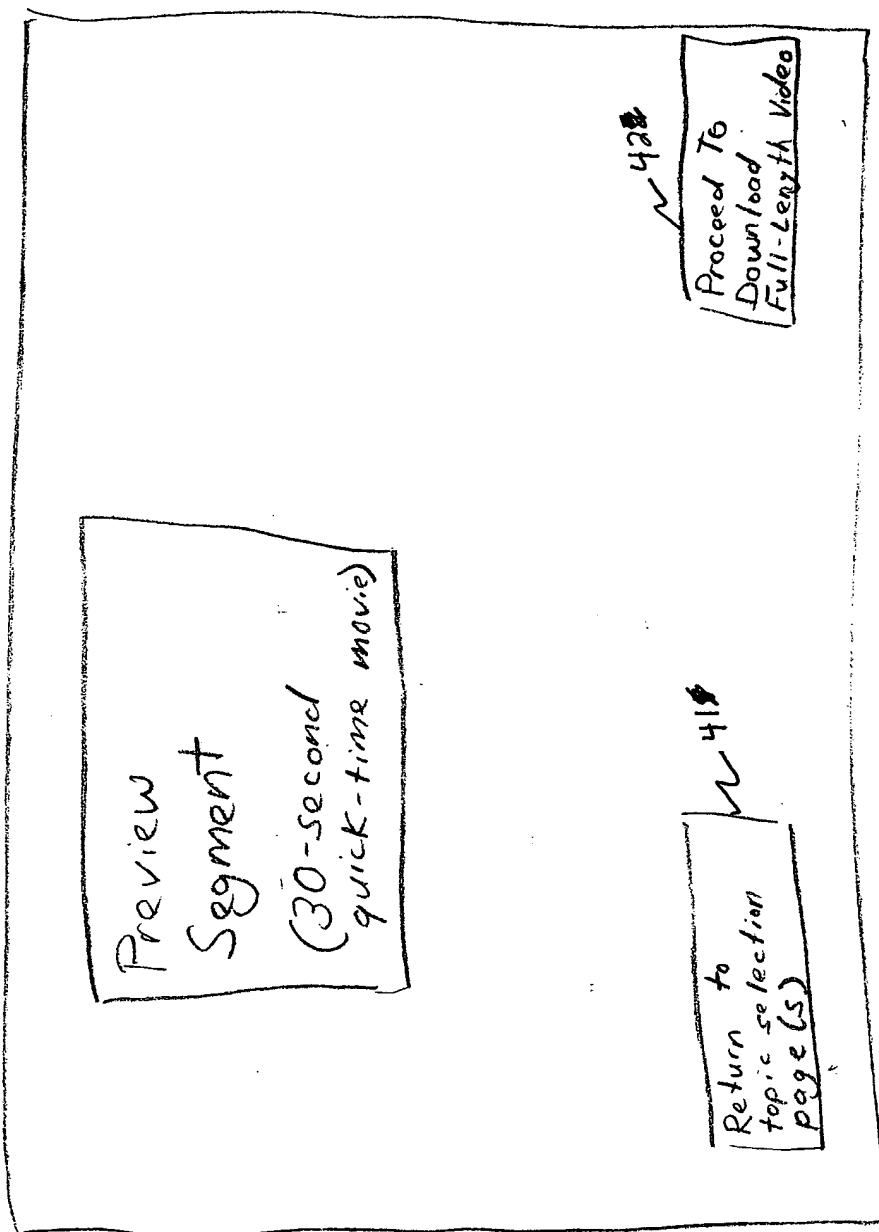 Preview
Segment
(30-second
quick-time movie)
Return to
topic selection
page(s)
41
Proceed To
Download
Full-Length Video
42